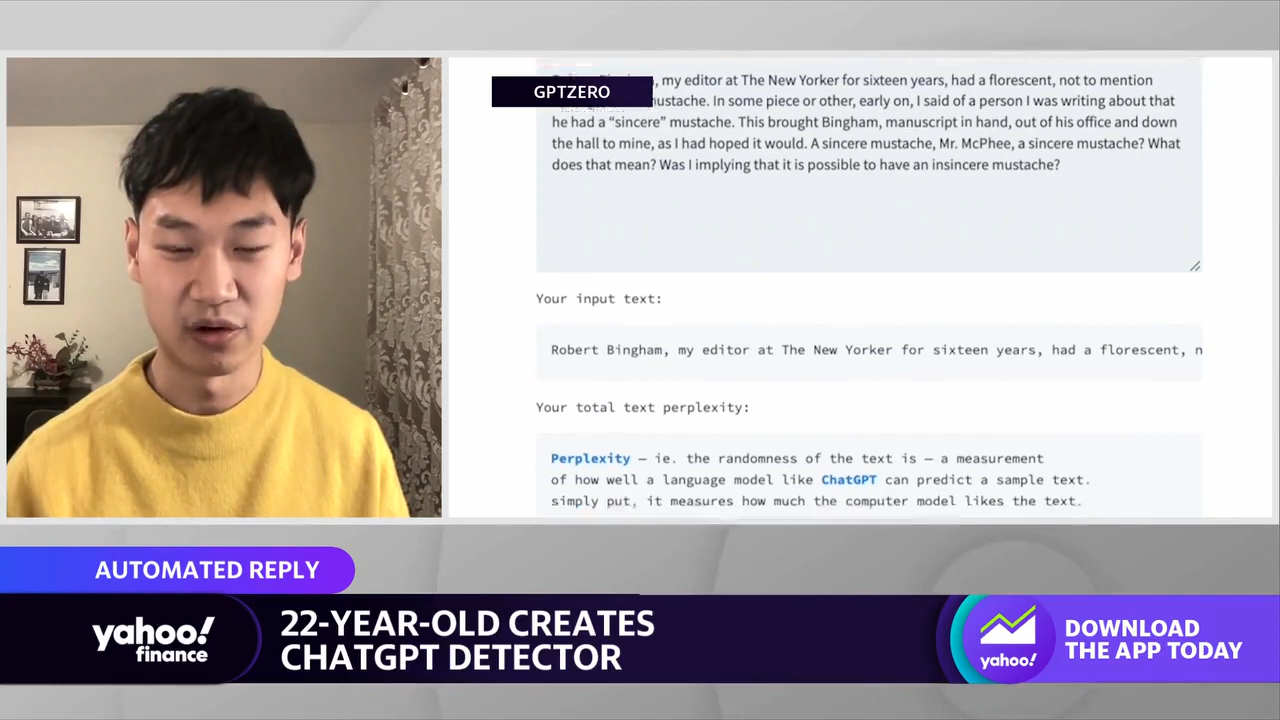 GPTZERO
, my editor at The New Yorker for sixteen years, had a florescent, not to mention
mustache. In some piece or other, early on, I said of a person I was writing about that
he had a “sincere” mustache. This brought Bingham, manuscript in hand, out of his office and down
the hall to mine, as I had hoped it would. A sincere mustache, Mr. McPhee, a sincere mustache? What
does that mean? Was I implying that it is possible to have an insincere mustache?
Your input text:
Robert Bingham, my editor at The New Yorker for sixteen years, had a florescent, n
Your total text perplexity:
Perplexity — ie. the randomness of the text is — a measurement
of how well a language model like ChatGPT can predict a sample text.
simply put, it measures how much the computer model likes the text.
AUTOMATED REPLY
yahoo!
finance
22-YEAR-OLD CREATES
CHATGPT DETECTOR
yahoo!
DOWNLOAD
THE APP TODAY